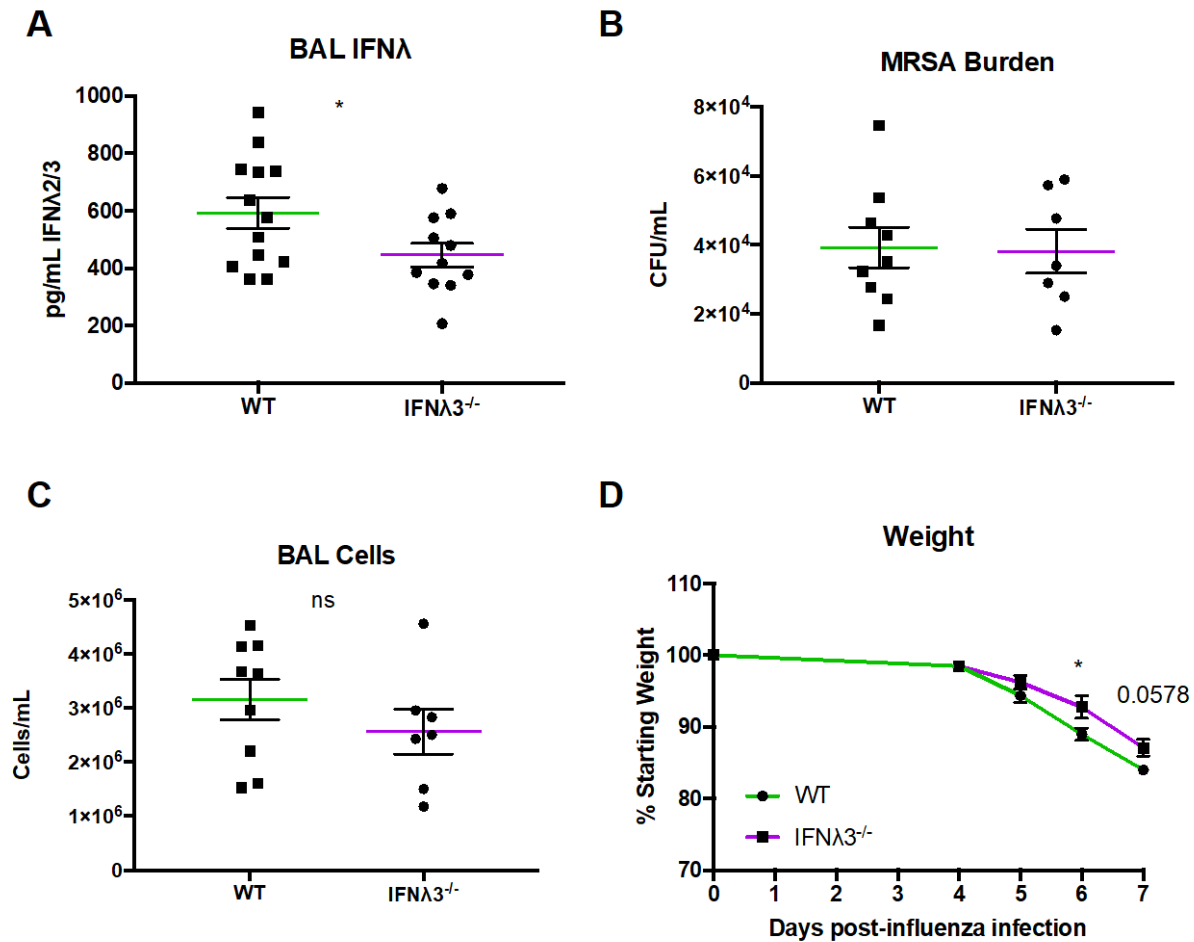 A
BAL IFNλ
*
1000
800
600
400
200
0
pg/mL IFNλ2/3
WT
IFNλ3⁻/⁻
B
MRSA Burden
8×10⁴
6×10⁴
4×10⁴
2×10⁴
0
CFU/mL
WT
IFNλ3⁻/⁻
C
BAL Cells
ns
5×10⁶
4×10⁶
3×10⁶
2×10⁶
1×10⁶
0
Cells/mL
WT
IFNλ3⁻/⁻
D
Weight
110
100
90
80
70
% Starting Weight
*
0.0578
WT
IFNλ3⁻/⁻
0 1 2 3 4 5 6 7
Days post-influenza infection